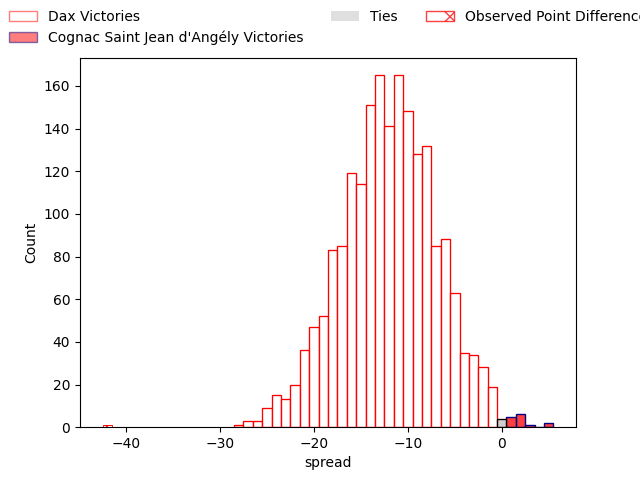 Dax Victories
Cognac Saint Jean d'Angély Victories
Ties
Observed Point Difference
Count
160
140
120
100
80
60
40
20
0
−40
−30
−20
−10
0
spread